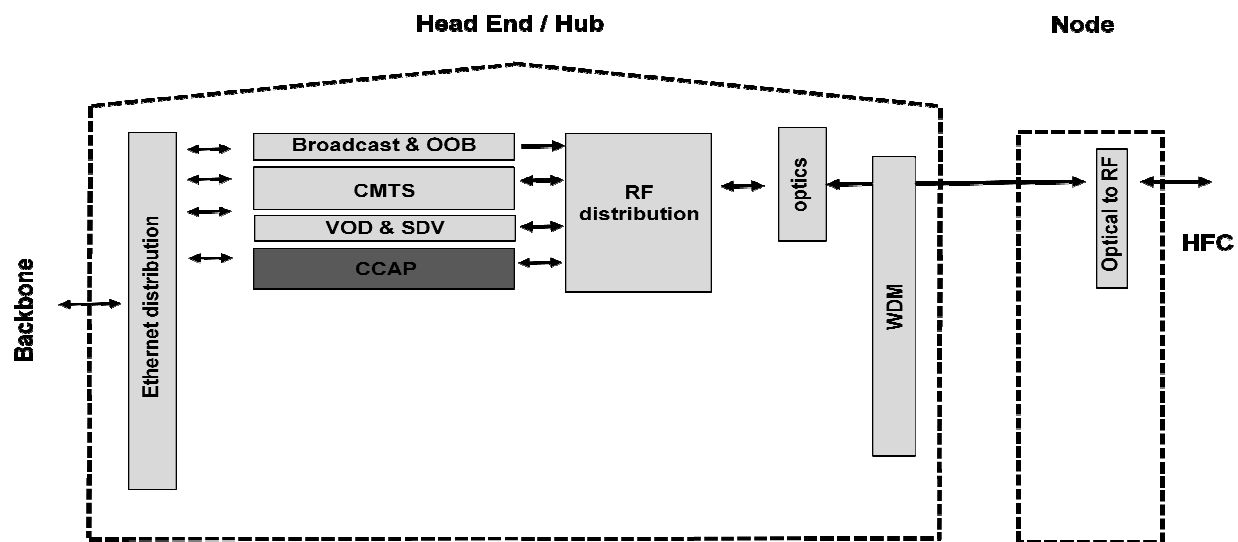 Head End / Hub
Node
Backbone
Ethernet distribution
Broadcast & OOB
CMTS
VOD & SDV
CCAP
RF
distribution
optics
WDM
Optical to RF
HFC